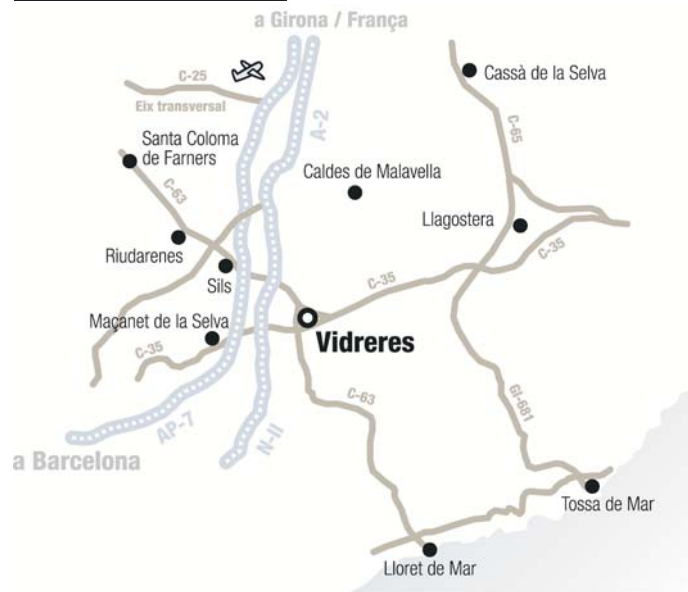 a Girona / França
C-25
Eix transversal
A-2
Cassà de la Selva
C-65
Santa Coloma
de Farners
Caldes de Malavella
C-63
Llagostera
Riudarenes
Sils
C-35
C-35
Maçanet de la Selva
Vidreres
C-35
C-63
GI-681
AP-7
N-II
a Barcelona
Tossa de Mar
Lloret de Mar